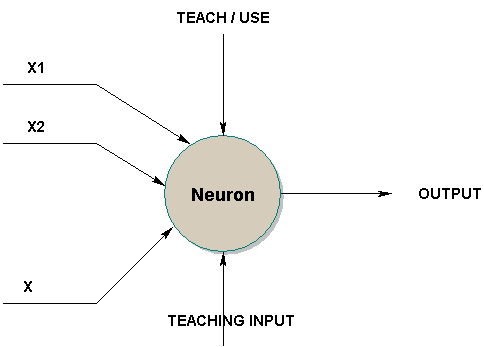 TEACH / USE
X1
X2
Neuron
OUTPUT
X
TEACHING INPUT